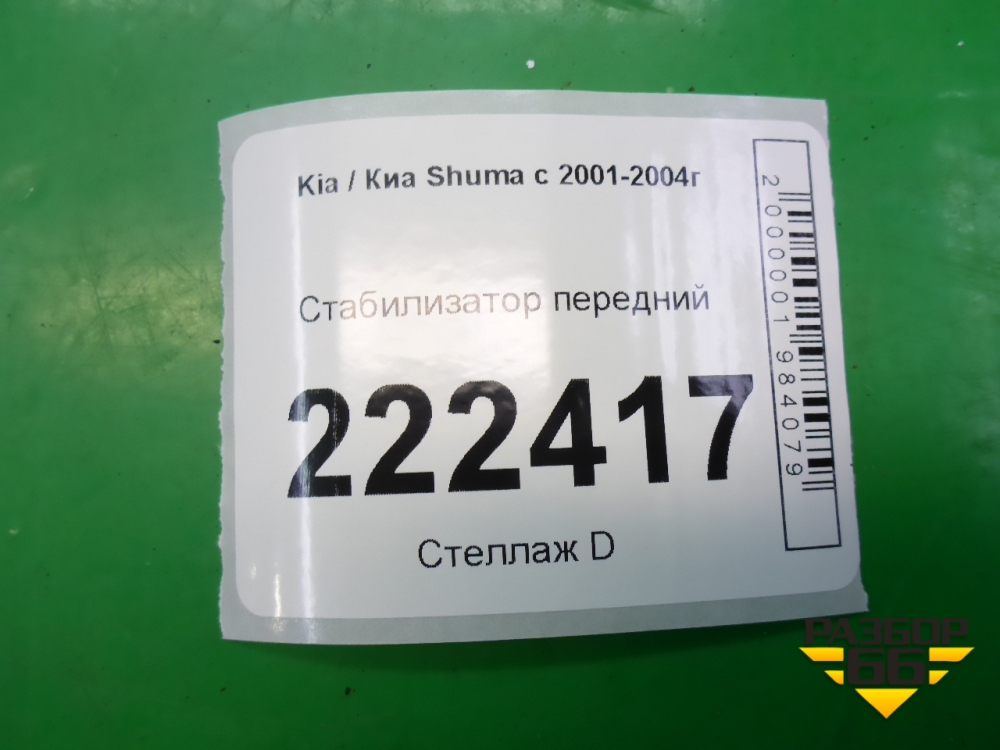 Kia / Киа Shuma с 2001-2004г
Стабилизатор передний
222417
Стеллаж D
2000001984079
РАЗБОР
66